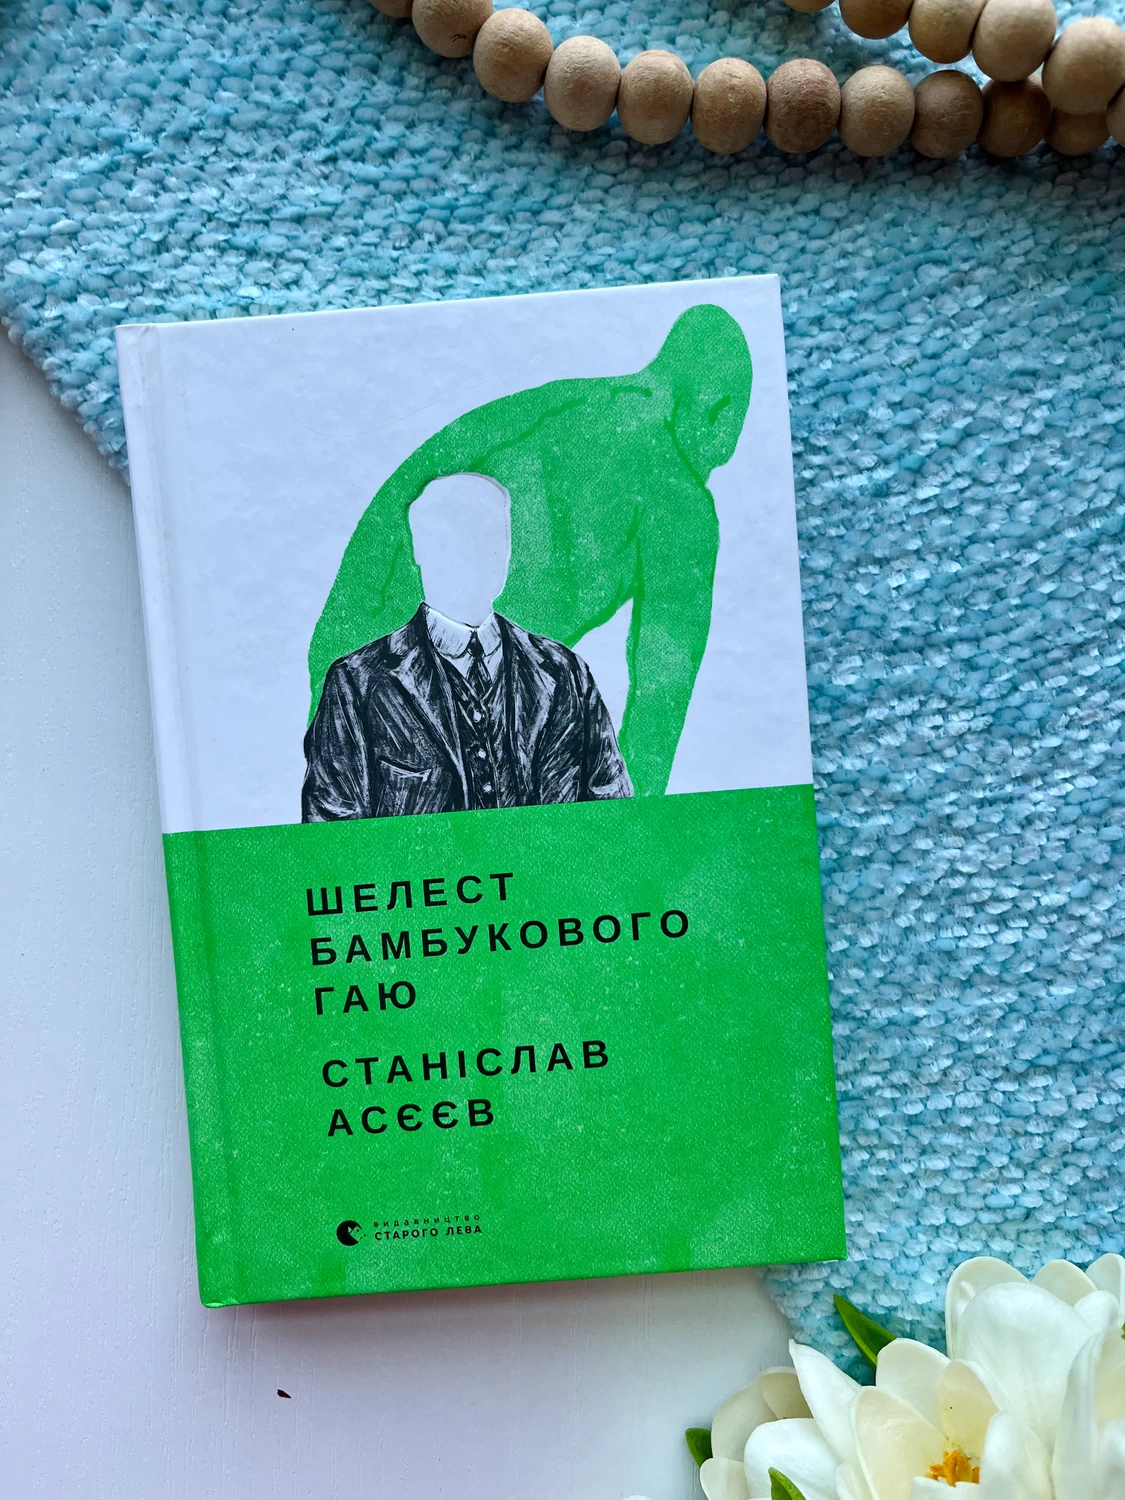 ШЕЛЕСТ
БАМБУКОВОГО
ГАЮ
СТАНІСЛАВ
АСЄЄВ
видавництво
СТАРОГО ЛЕВА